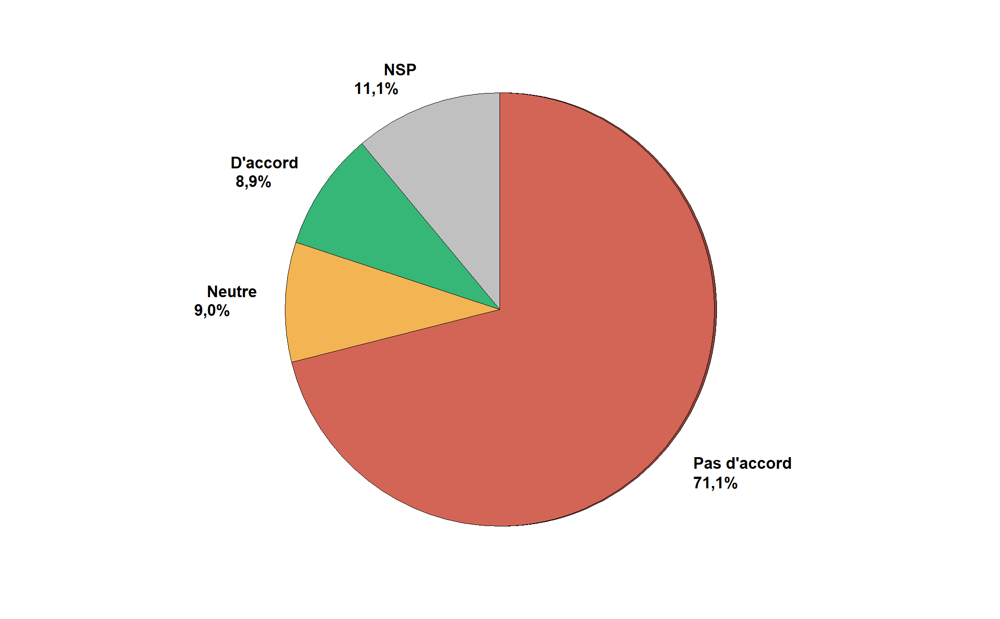 NSP
11,1%
D'accord
8,9%
Neutre
9,0%
Pas d'accord
71,1%